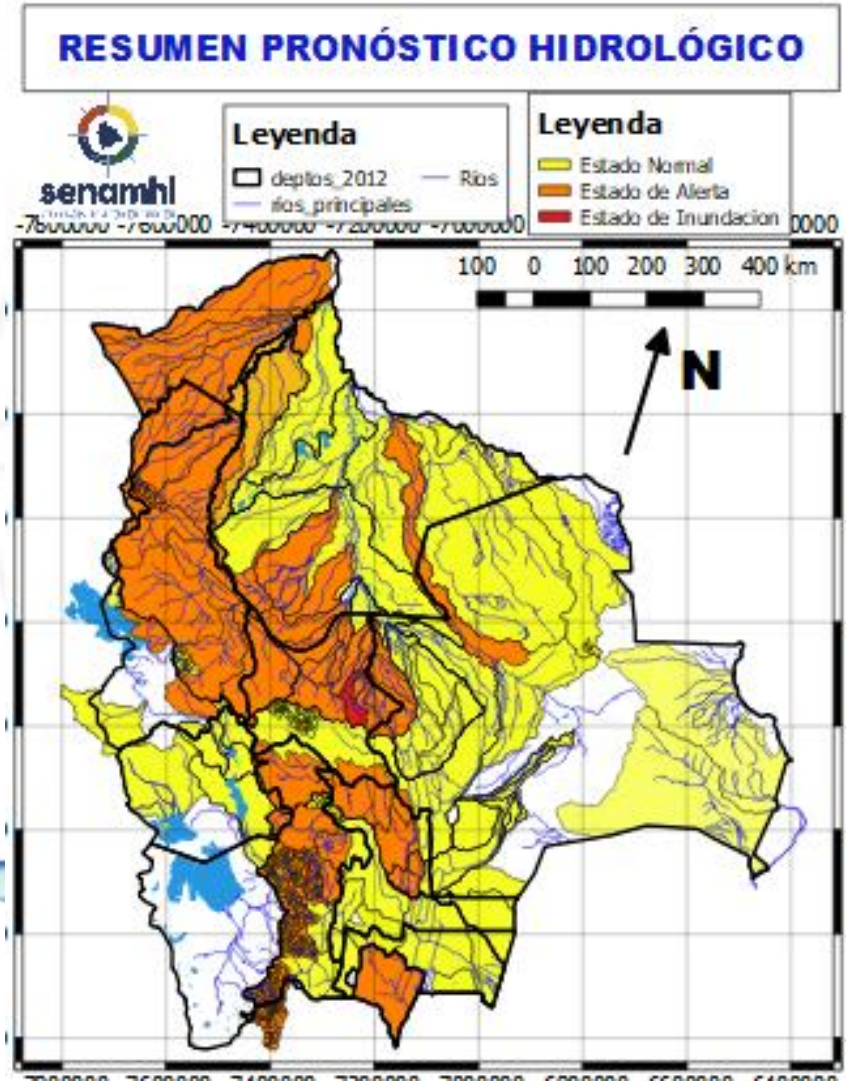 RESUMEN PRONÓSTICO HIDROLÓGICO
senamhi
Leyenda
deptos_2012
Rios
rios_principales
Leyenda
Estado Normal
Estado de Alerta
Estado de Inundacion
-7600000 -7400000 -7200000 -7000000
100 0 100 200 300 400 km
N